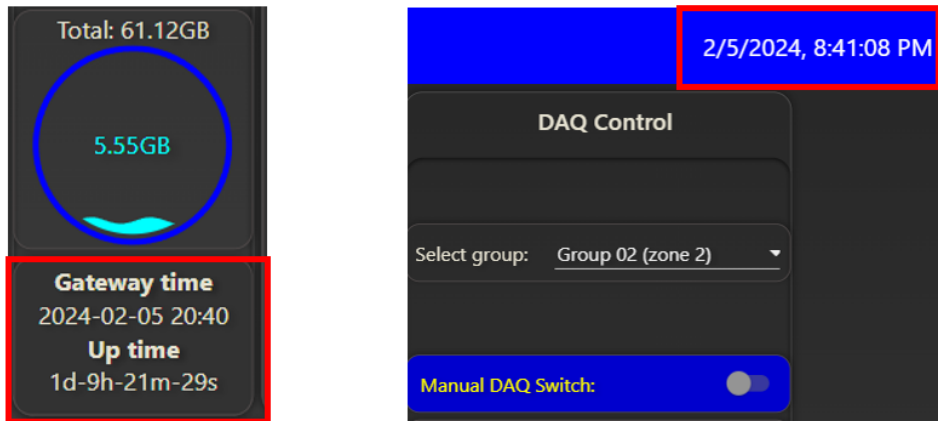 Total: 61.12GB
5.55GB
Gateway time
2024-02-05 20:40
Up time
1d-9h-21m-29s
2/5/2024, 8:41:08 PM
DAQ Control
Select group: Group 02 (zone 2)
Manual DAQ Switch: